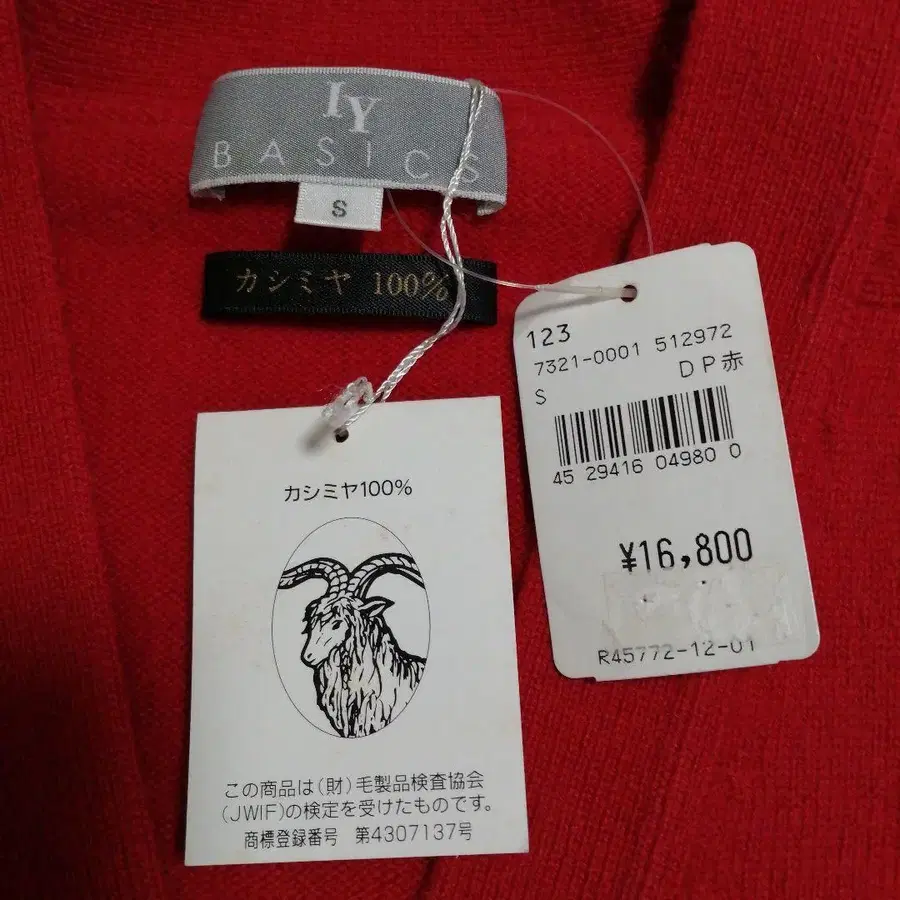 IY
BASICS
S
カシミヤ 100%
123
7321-0001 512972
DP赤
S
45 29416 04980 0
¥16,800
R45772-12-01
カシミヤ100%
この商品は(財)毛製品検査協会
(JWIF)の検定を受けたものです。
商標登録番号 第4307137号